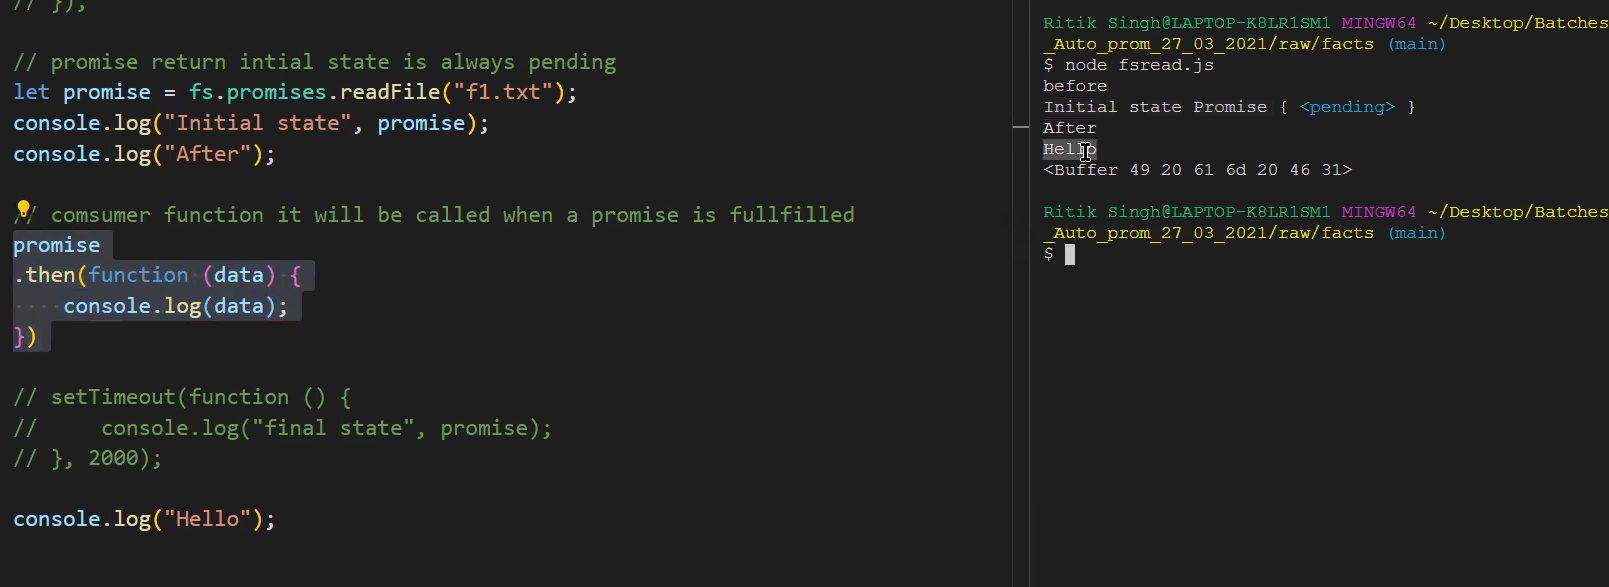 // }),
// promise return intial state is always pending
let promise = fs.promises.readFile("f1.txt");
console.log("Initial state", promise);
console.log("After");
// comsumer function it will be called when a promise is fullfilled
promise
.then(function (data) {
    console.log(data);
})
// setTimeout(function () {
//     console.log("final state", promise);
// }, 2000);
console.log("Hello");
Ritik Singh@LAPTOP-K8LR1SM1 MINGW64 ~/Desktop/Batches
_Auto_prom_27_03_2021/raw/facts (main)
$ node fsread.js
before
Initial state Promise { <pending> }
After
Hello
<Buffer 49 20 61 6d 20 46 31>
Ritik Singh@LAPTOP-K8LR1SM1 MINGW64 ~/Desktop/Batches
_Auto_prom_27_03_2021/raw/facts (main)
$